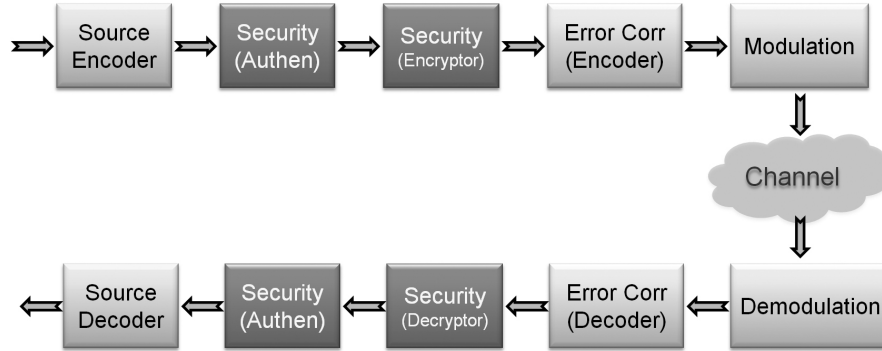 Source
Encoder
Security
(Authen)
Security
(Encryptor)
Error Corr
(Encoder)
Modulation
Channel
Source
Decoder
Security
(Authen)
Security
(Decryptor)
Error Corr
(Decoder)
Demodulation